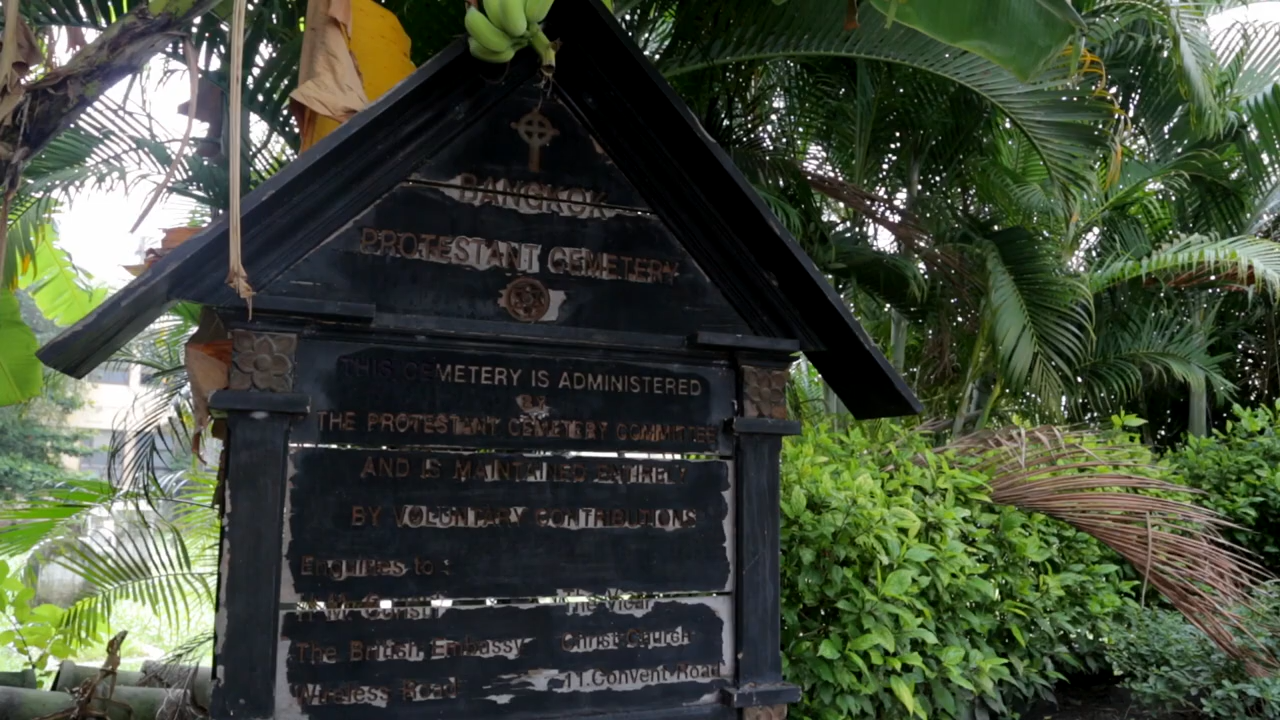 BANGKOK
PROTESTANT CEMETERY
THIS CEMETERY IS ADMINISTERED
BY
THE PROTESTANT CEMETERY COMMITTEE
AND IS MAINTAINED ENTIRELY
BY VOLUNTARY CONTRIBUTIONS
Enquiries to :
H.M. Consul The Vicar
The British Embassy Christ Church
Wireless Road 11 Convent Road